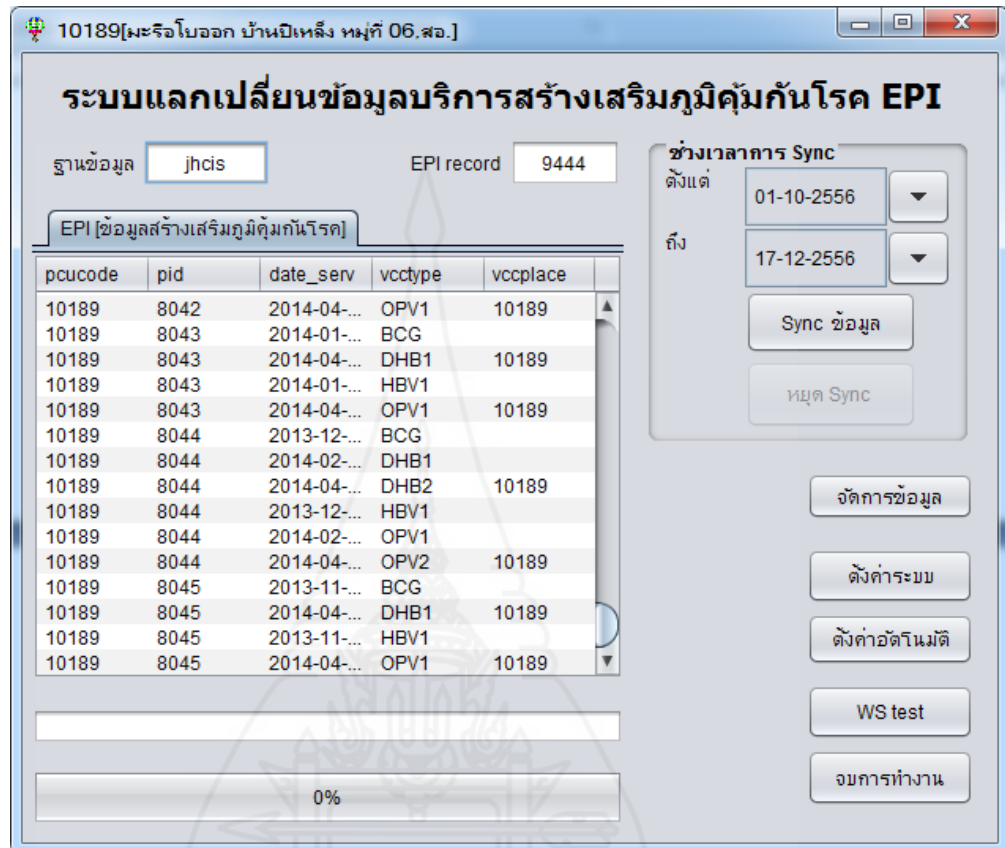 10189[มะรือโบออก บ้านปิเหล็ง หมู่ที่ 06,สอ.]
ระบบแลกเปลี่ยนข้อมูลบริการสร้างเสริมภูมิคุ้มกันโรค EPI
ฐานข้อมูล jhcis EPI record 9444
EPI [ข้อมูลสร้างเสริมภูมิคุ้มกันโรค]
pcucode pid date_serv vcctype vccplace
10189 8042 2014-04-... OPV1 10189
10189 8043 2014-01-... BCG
10189 8043 2014-04-... DHB1 10189
10189 8043 2014-01-... HBV1
10189 8043 2014-04-... OPV1 10189
10189 8044 2013-12-... BCG
10189 8044 2014-02-... DHB1
10189 8044 2014-04-... DHB2 10189
10189 8044 2013-12-... HBV1
10189 8044 2014-02-... OPV1
10189 8044 2014-04-... OPV2 10189
10189 8045 2013-11-... BCG
10189 8045 2014-04-... DHB1 10189
10189 8045 2013-11-... HBV1
10189 8045 2014-04-... OPV1 10189
0%
ช่วงเวลาการ Sync
ตั้งแต่ 01-10-2556
ถึง 17-12-2556
Sync ข้อมูล
หยุด Sync
จัดการข้อมูล
ตั้งค่าระบบ
ตั้งค่าอัตโนมัติ
WS test
จบการทำงาน